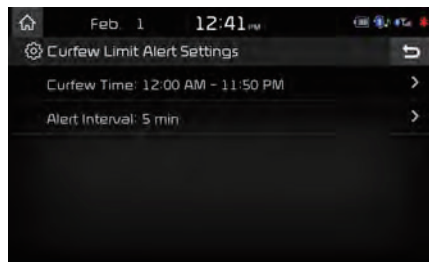 Feb. 1 12:41 PM
Curfew Limit Alert Settings
Curfew Time: 12:00 AM - 11:50 PM
Alert Interval: 5 min